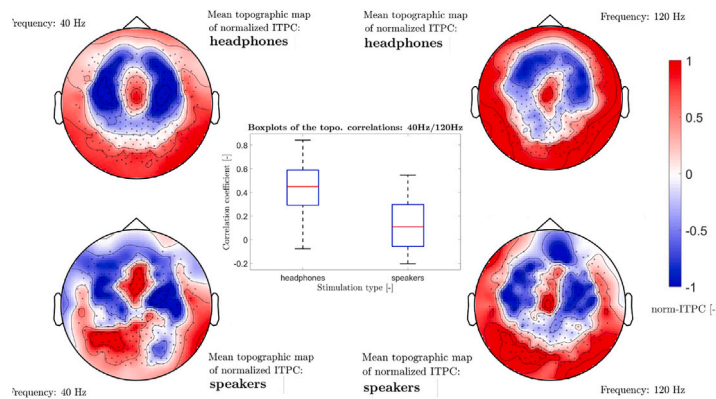 Frequency: 40 Hz
Mean topographic map
of normalized ITPC:
headphones
Mean topographic map
of normalized ITPC:
headphones
Frequency: 120 Hz
1
0.5
0
-0.5
-1
norm-ITPC [-
Boxplots of the topo. correlations: 40Hz/120Hz
Correlation coefficient [-]
0.8
0.6
0.4
0.2
0
-0.2
headphones
speakers
Stimulation type [-]
Mean topographic map
of normalized ITPC:
speakers
Frequency: 40 Hz
Mean topographic map
of normalized ITPC:
speakers
Frequency: 120 Hz